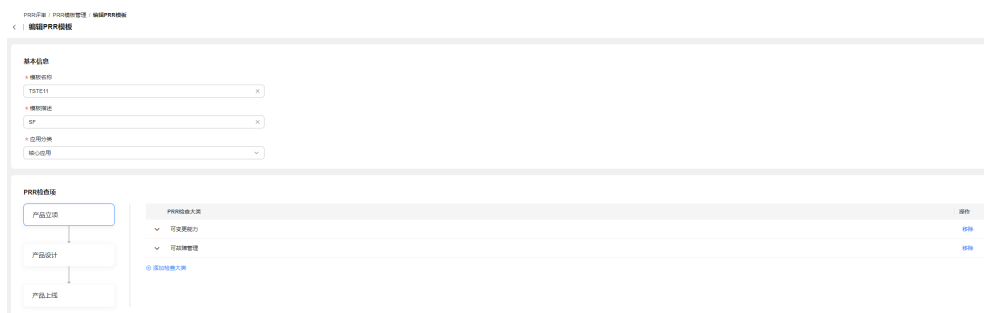 PRR评审 / PRR模板管理 / 编辑PRR模板
编辑PRR模板
基本信息
* 模板名称
TSTE11
* 模板描述
SF
* 应用分类
核心应用
PRR检查项
产品立项
产品设计
产品上线
PRR检查大类
操作
可变更能力
移除
可故障管理
移除
添加检查大类